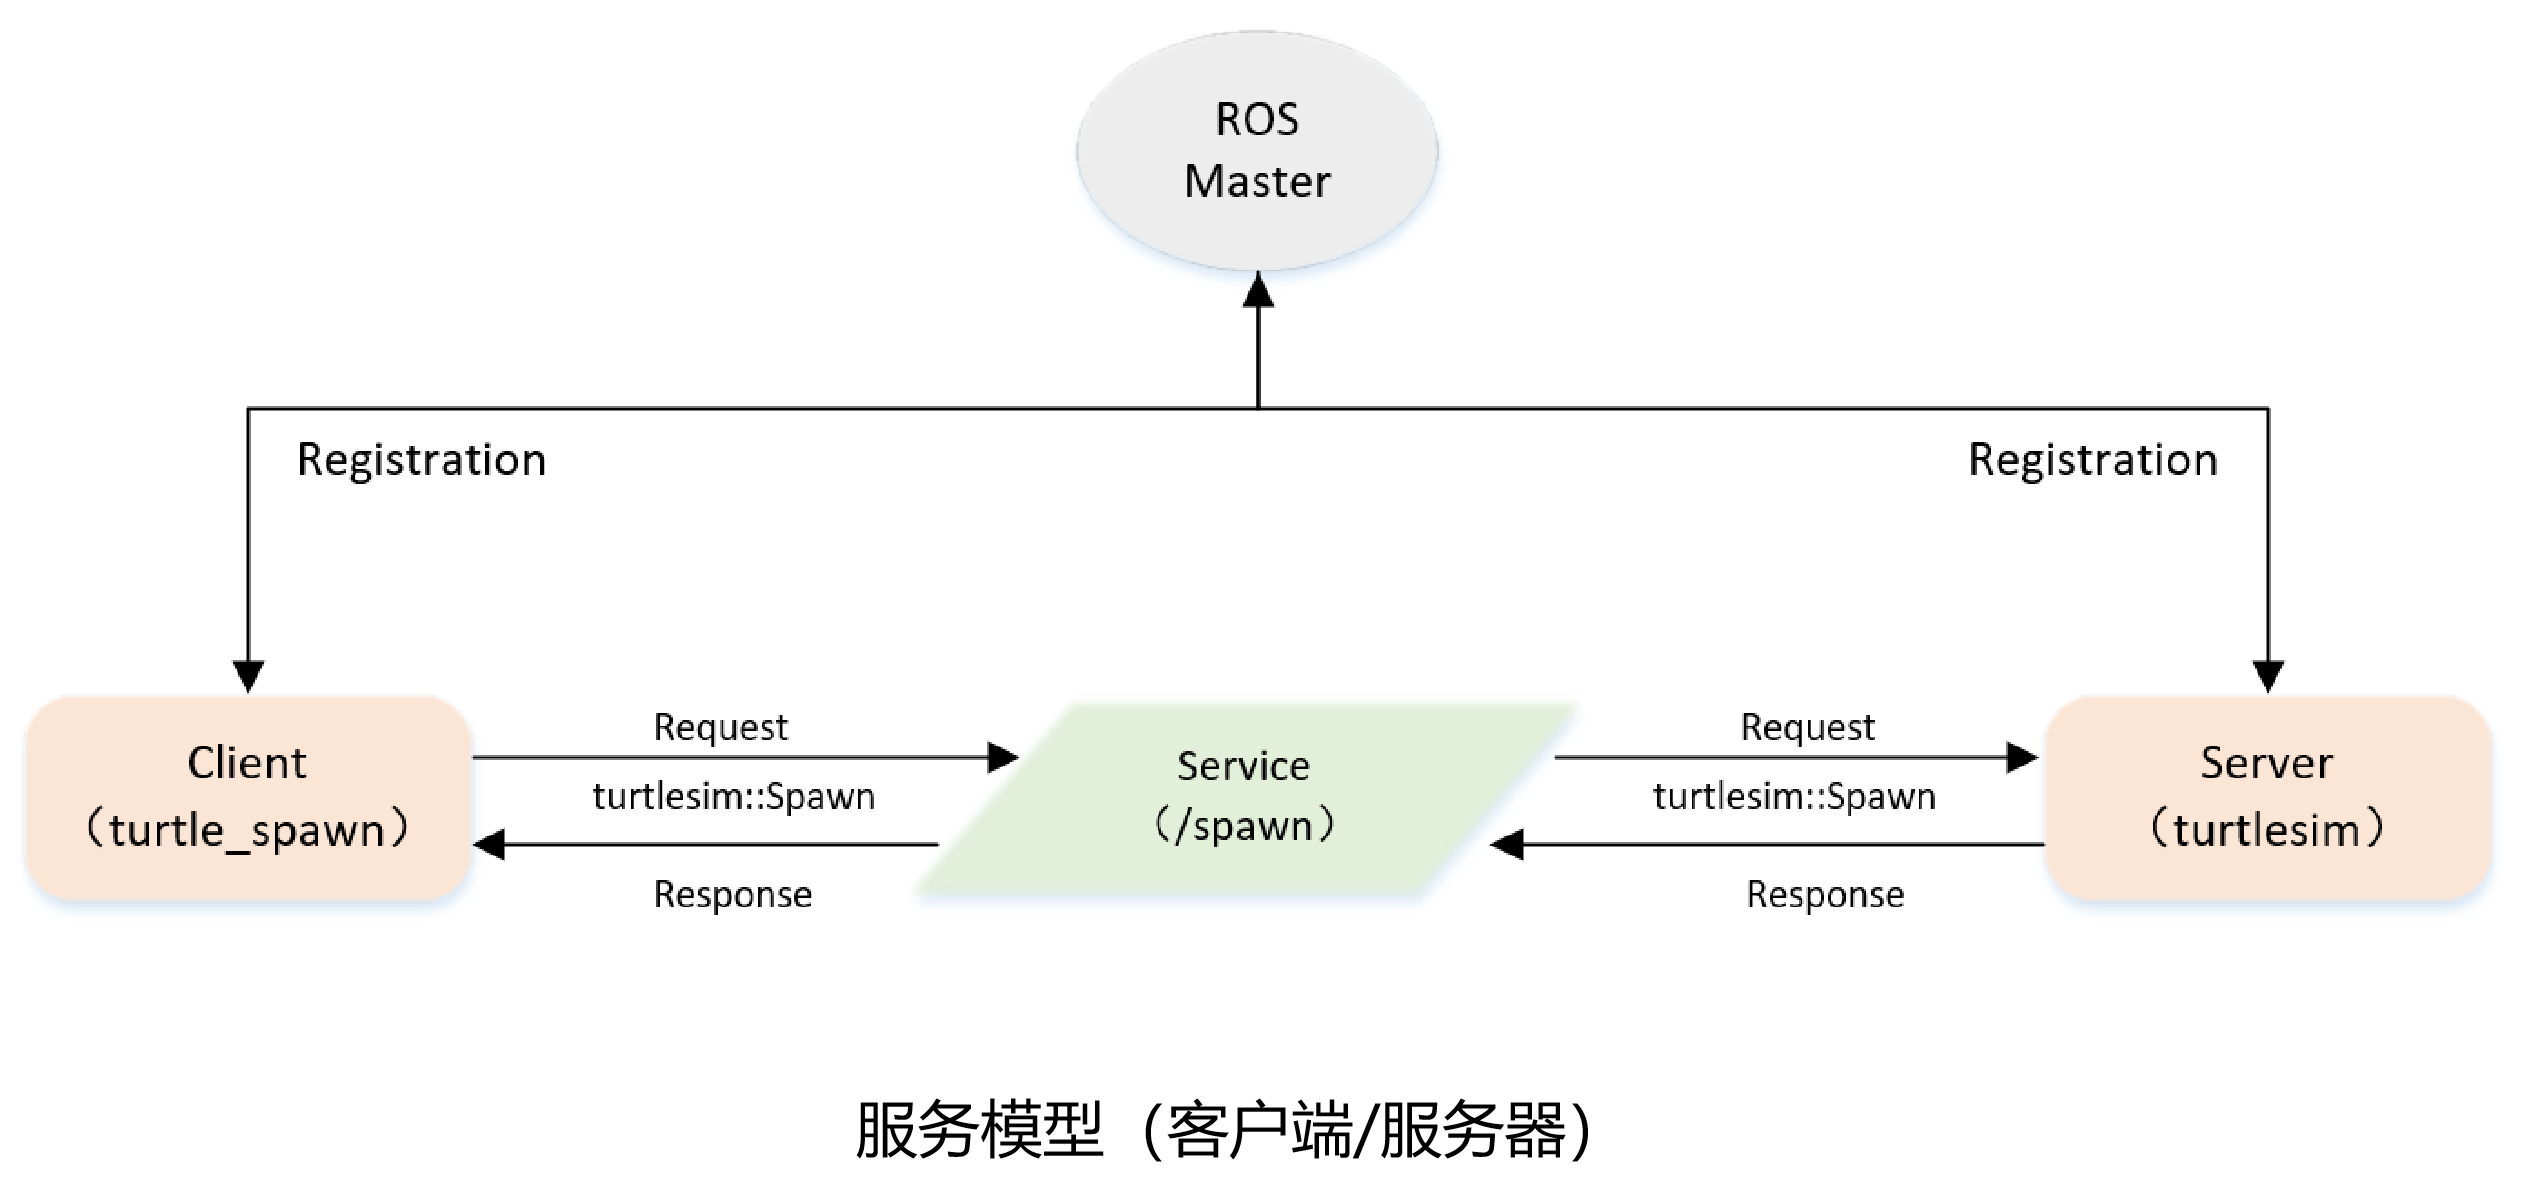 ROS
Master
Registration
Registration
Client
（turtle_spawn）
Request
turtlesim::Spawn
Response
Service
（/spawn）
Request
turtlesim::Spawn
Response
Server
（turtlesim）
服务模型（客户端/服务器）